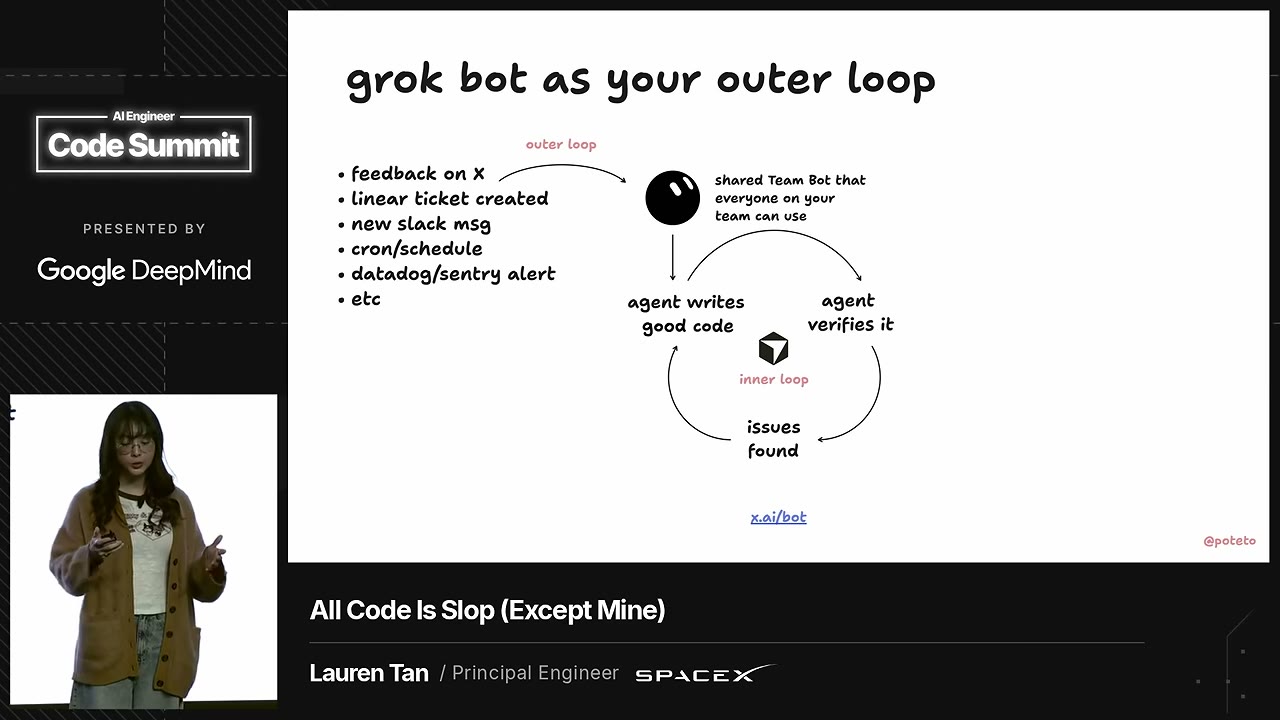 AI Engineer
Code Summit
PRESENTED BY
Google DeepMind
grok bot as your outer loop
outer loop
• feedback on X
• linear ticket created
• new slack msg
• cron/schedule
• datadog/sentry alert
• etc
shared Team Bot that
everyone on your
team can use
agent writes
good code
agent
verifies it
inner loop
issues
found
x.ai/bot
@poteto
All Code Is Slop (Except Mine)
Lauren Tan / Principal Engineer SPACEX